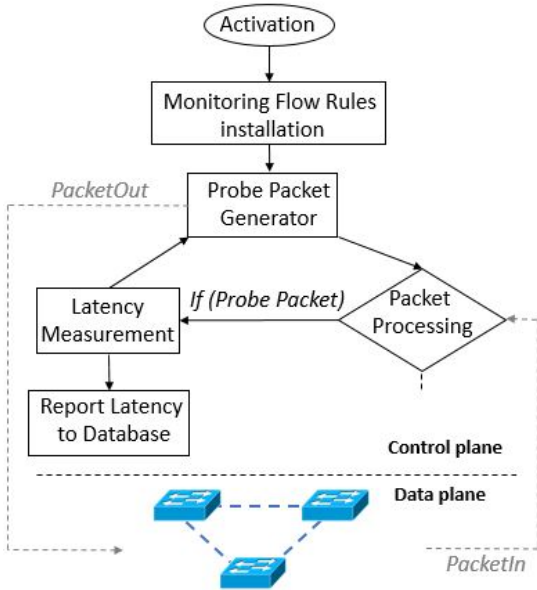 Activation
Monitoring Flow Rules
installation
PacketOut
Probe Packet
Generator
If (Probe Packet)
Latency
Measurement
Packet
Processing
Report Latency
to Database
Control plane
Data plane
PacketIn